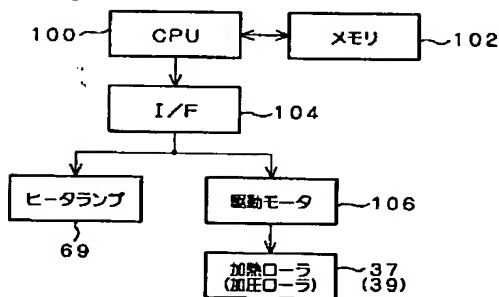 100
CPU
メモリ
102
I/F
104
ヒータランプ
69
駆動モータ
106
加熱ローラ
(加圧ローラ)
37
(39)